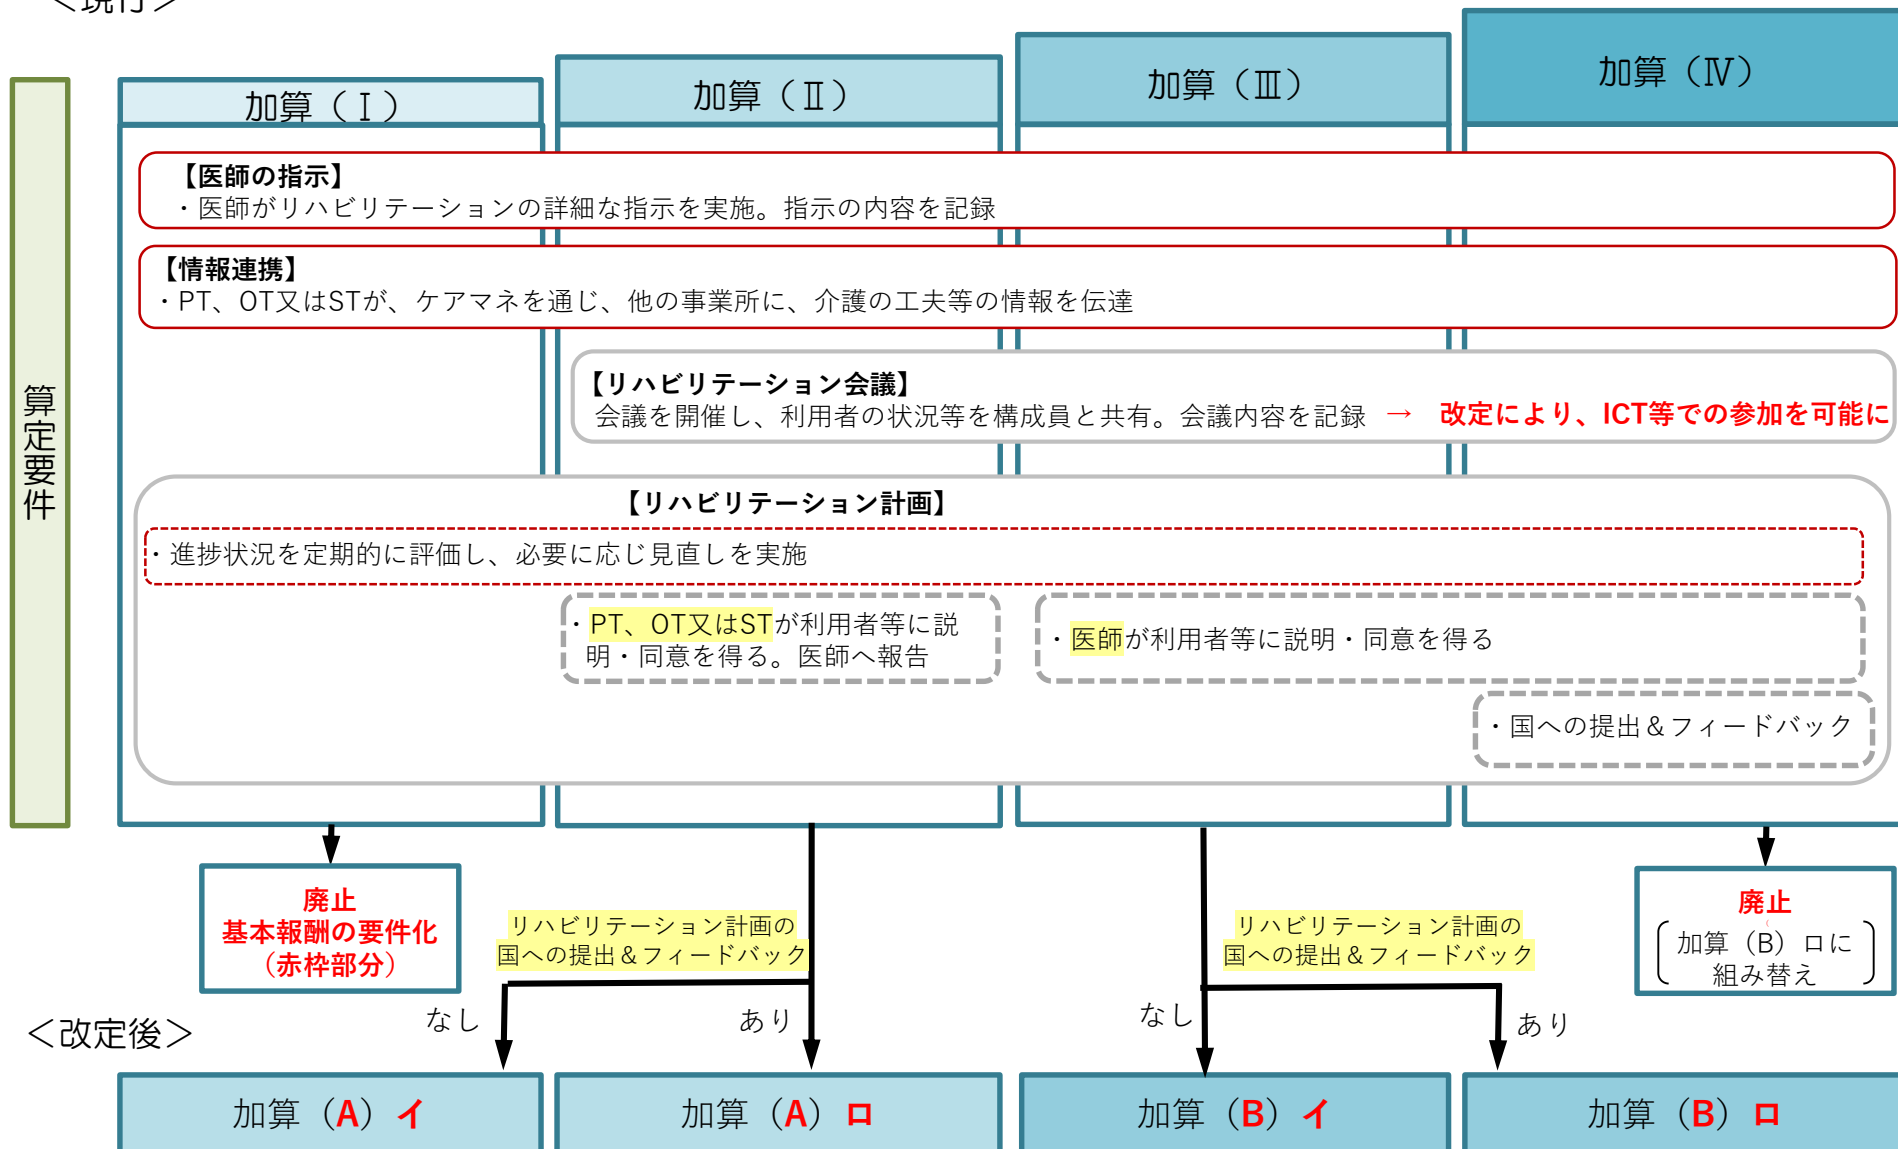 ＜現行＞
加算（Ⅰ）
加算（Ⅱ）
加算（Ⅲ）
加算（Ⅳ）
算定要件
【医師の指示】
・医師がリハビリテーションの詳細な指示を実施。指示の内容を記録
【情報連携】
・PT、OT又はSTが、ケアマネを通じ、他の事業所に、介護の工夫等の情報を伝達
【リハビリテーション会議】
会議を開催し、利用者の状況等を構成員と共有。会議内容を記録 → 改定により、ICT等での参加を可能に
【リハビリテーション計画】
・進捗状況を定期的に評価し、必要に応じ見直しを実施
・PT、OT又はSTが利用者等に説
明・同意を得る。医師へ報告
・医師が利用者等に説明・同意を得る
・国への提出＆フィードバック
廃止
基本報酬の要件化
（赤枠部分）
リハビリテーション計画の
国への提出＆フィードバック
なし
あり
リハビリテーション計画の
国への提出＆フィードバック
なし
あり
廃止
加算（B）ロに
組み替え
＜改定後＞
加算（A）イ
加算（A）ロ
加算（B）イ
加算（B）ロ